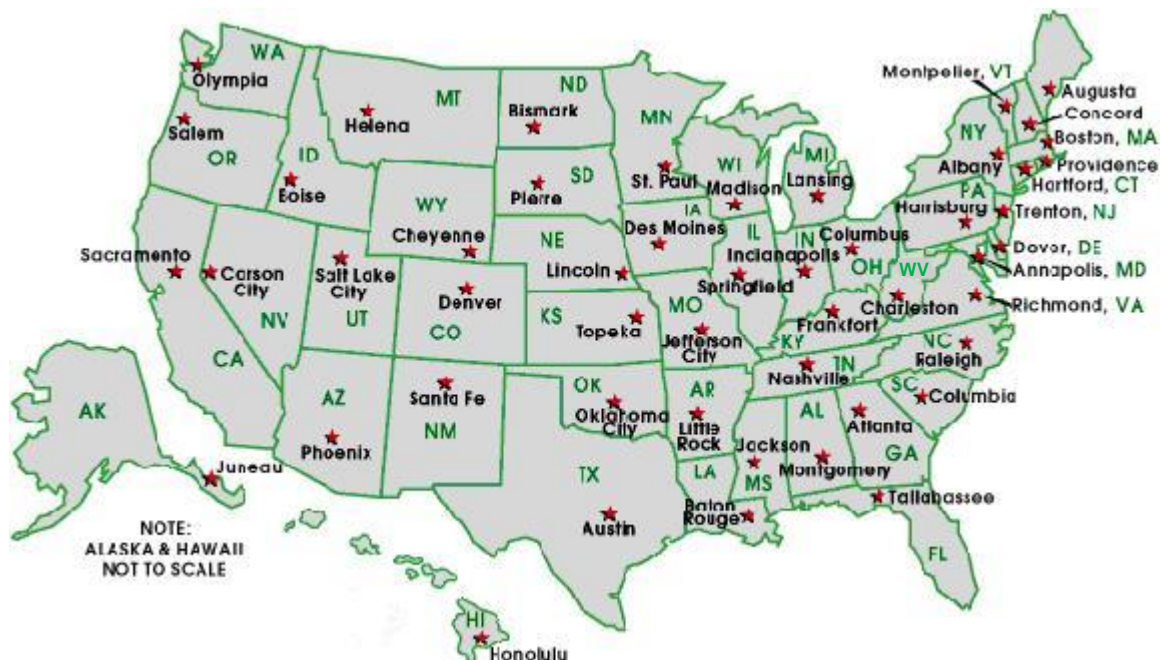 WA
Olympia
MT
Helena
ND
Bismark
MN
St. Paul
Salem
OR
ID
Boise
WY
Cheyenne
SD
Pierre
WI
Madison
MI
Lansing
Montpelier, VT
Augusta
Concord
NY
Albany
Boston, MA
Providence
Hartford, CT
PA
Harrisburg
Trenton, NJ
Dover, DE
Annapolis, MD
Richmond, VA
Sacramento
CA
Carson
City
NV
Salt Lake
City
UT
Denver
CO
NE
Lincoln
IA
Des Moines
IL
Springfield
IN
Indianapolis
Columbus
OH
WV
Charleston
KS
Topeka
MO
Jefferson
City
Frankfort
KY
Nashville
TN
NC
Raleigh
SC
Columbia
AZ
Phoenix
Santa Fe
NM
OK
Oklahoma
City
AR
Little
Rock
Jackson
MS
AL
Montgomery
Atlanta
GA
TX
Austin
LA
Baton
Rouge
Tallahassee
FL
AK
Juneau
NOTE:
ALASKA & HAWAII
NOT TO SCALE
HI
Honolulu